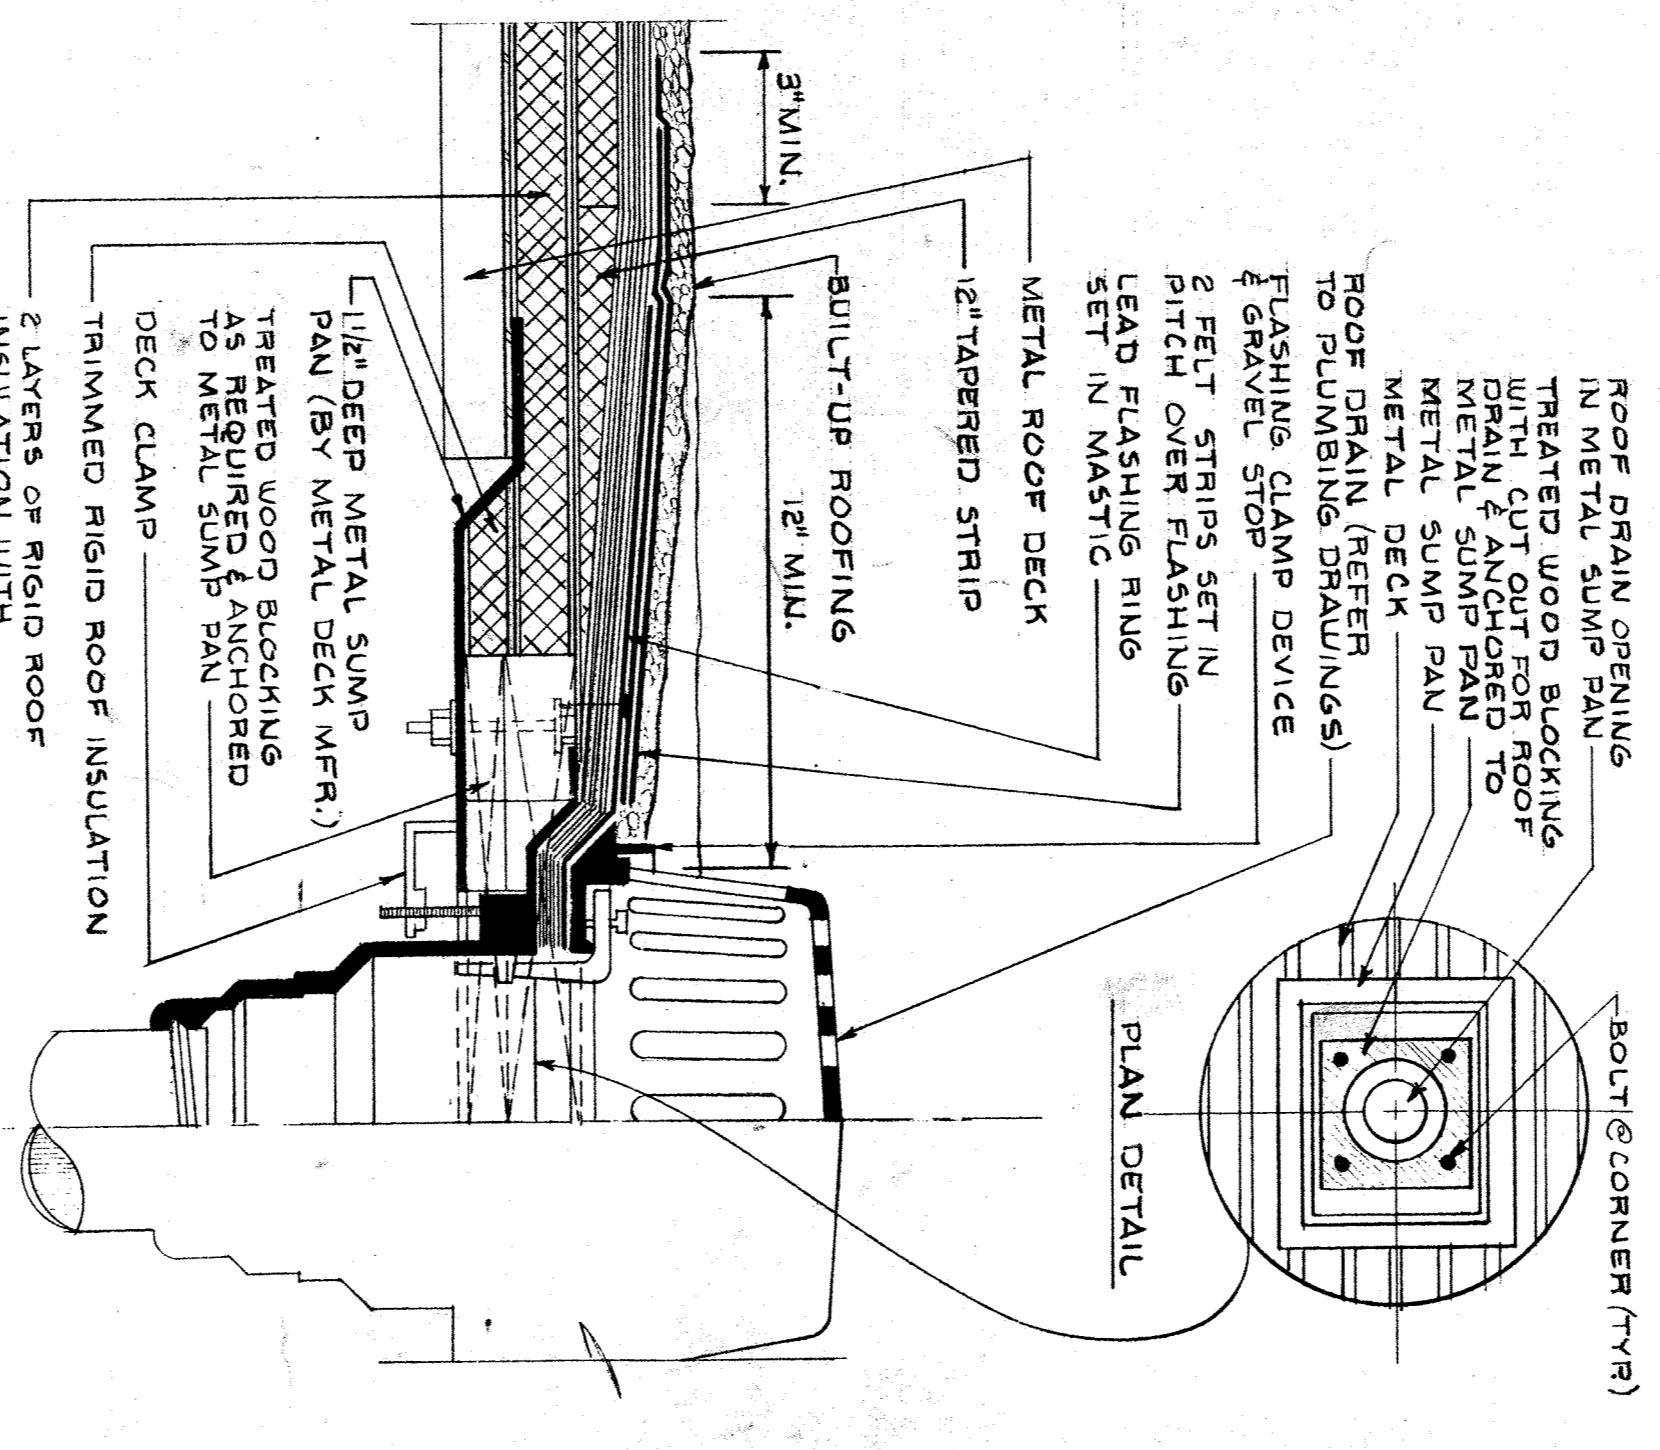 BOLT @ CORNER (TYP.)
ROOF DRAIN OPENING
IN METAL SUMP PAN
TREATED WOOD BLOCKING
WITH CUT OUT FOR ROOF
DRAIN & ANCHORED TO
METAL SUMP PAN
METAL SUMP PAN
METAL DECK
ROOF DRAIN (REFER
TO PLUMBING DRAWINGS)
FLASHING CLAMP DEVICE
& GRAVEL STOP
2 FELT STRIPS SET IN
PITCH OVER FLASHING
LEAD FLASHING RING
SET IN MASTIC
METAL ROOF DECK
12" TAPERED STRIP
BUILT-UP ROOFING
PLAN DETAIL
3" MIN.
12" MIN.
1 1/2" DEEP METAL SUMP
PAN (BY METAL DECK MFR.)
TREATED WOOD BLOCKING
AS REQUIRED & ANCHORED
TO METAL SUMP PAN
DECK CLAMP
TRIMMED RIGID ROOF INSULATION
2 LAYERS OF RIGID ROOF
INSULATION WITH